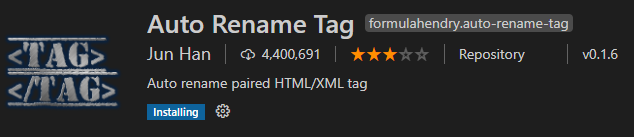 <TAG>
</TAG>
Auto Rename Tag formulahendry.auto-rename-tag
Jun Han 4,400,691 Repository v0.1.6
Auto rename paired HTML/XML tag
Installing